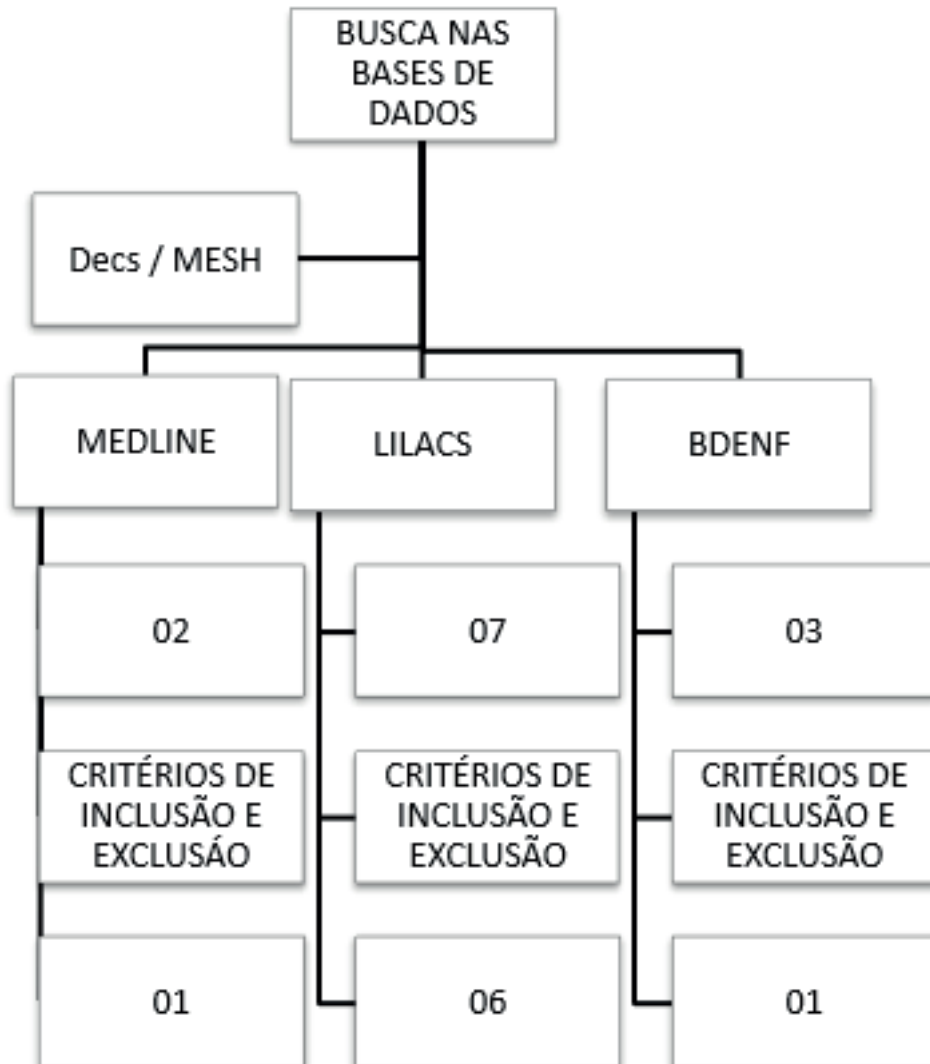 BUSCA NAS
BASES DE
DADOS
Decs / MESH
MEDLINE
LILACS
BDENF
02
07
03
CRITÉRIOS DE
INCLUSÃO E
EXCLUSÁO
CRITÉRIOS DE
INCLUSÃO E
EXCLUSÃO
CRITÉRIOS DE
INCLUSÃO E
EXCLUSÃO
01
06
01